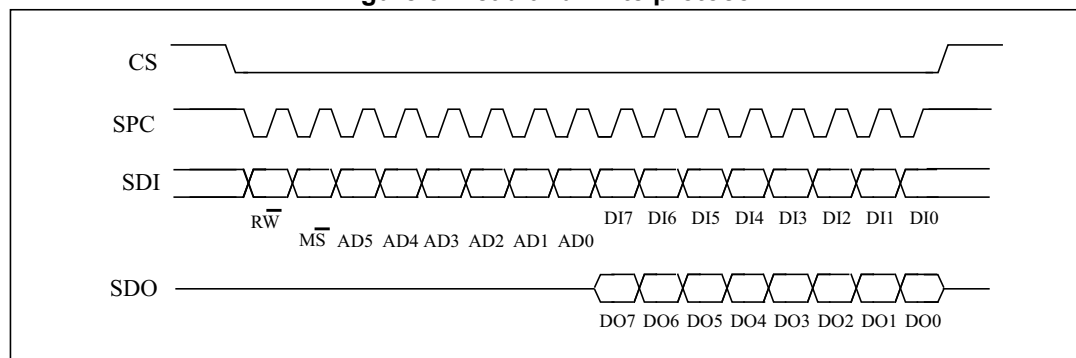 CS
SPC
SDI
RW̅
DI7 DI6 DI5 DI4 DI3 DI2 DI1 DI0
MS̅ AD5 AD4 AD3 AD2 AD1 AD0
SDO
DO7 DO6 DO5 DO4 DO3 DO2 DO1 DO0